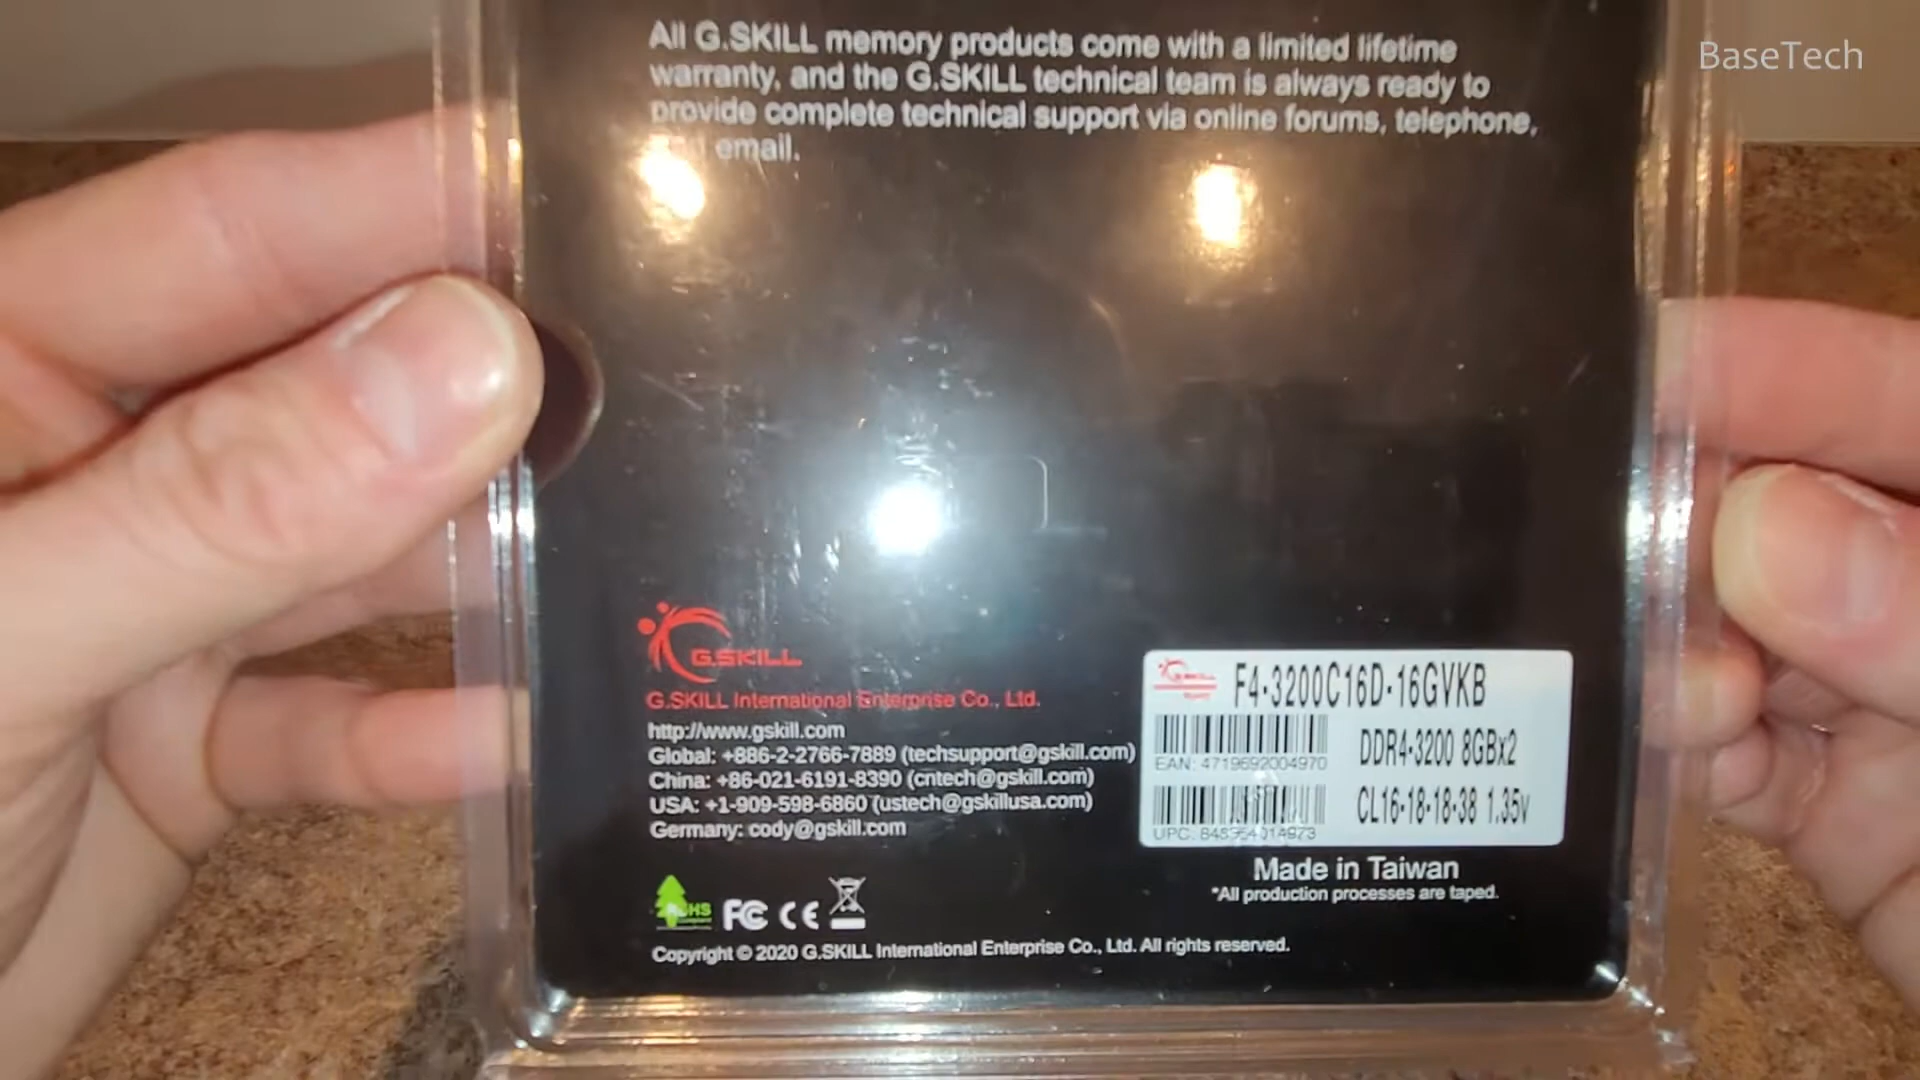 BaseTech
All G.SKILL memory products come with a limited lifetime
warranty, and the G.SKILL technical team is always ready to
provide complete technical support via online forums, telephone,
email.
G.SKILL
G.SKILL International Enterprise Co., Ltd.
http://www.gskill.com
Global: +886-2-2766-7889 (techsupport@gskill.com)
China: +86-021-6191-8390 (cntech@gskill.com)
USA: +1-909-598-6860 (ustech@gskillusa.com)
Germany: cody@gskill.com
RoHS
FC CE
Copyright © 2020 G.SKILL International Enterprise Co., Ltd. All rights reserved.
G.SKILL
F4-3200C16D-16GVKB
DDR4-3200 8GBx2
EAN: 4719692004970
CL16-18-18-38 1.35v
UPC:
Made in Taiwan
*All production processes are taped.